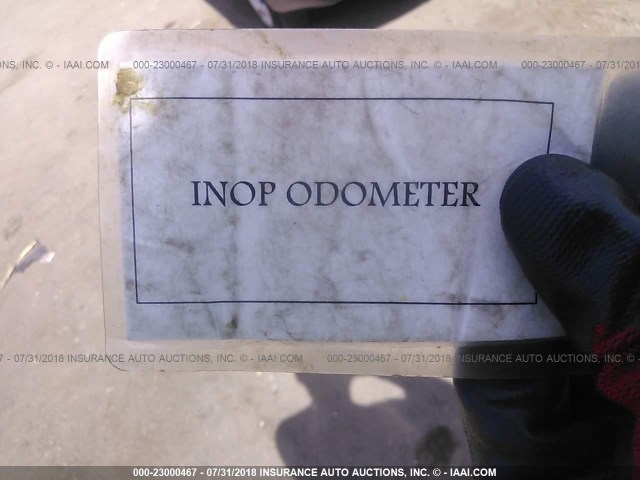 INC. © - IAAI.COM 000-23000467 - 07/31/2018 INSURANCE AUTO AUCTIONS, INC. © - IAAI.COM 000-23000467 - 07/31/2018
INOP ODOMETER
- 07/31/2018 INSURANCE AUTO AUCTIONS, INC. © - IAAI.COM 000-23000467 - 07/31/2018 INSURANCE AUTO AUCTIONS, INC. © - IAAI.COM
000-23000467 - 07/31/2018 INSURANCE AUTO AUCTIONS, INC. © - IAAI.COM